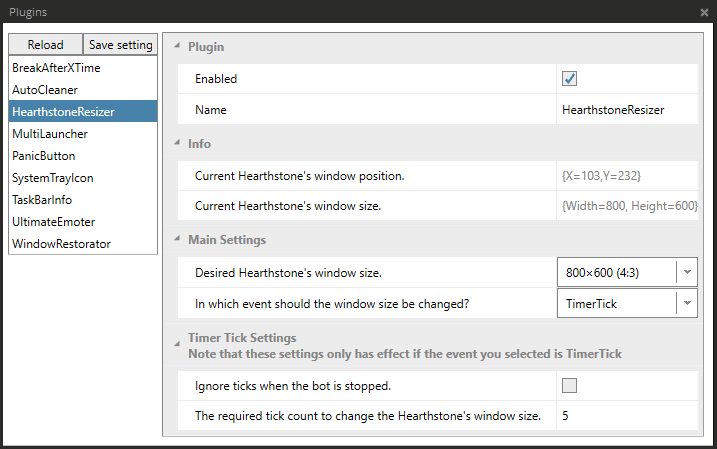 Plugins
Reload Save setting
BreakAfterXTime
AutoCleaner
HearthstoneResizer
MultiLauncher
PanicButton
SystemTrayIcon
TaskBarInfo
UltimateEmoter
WindowRestorator
Plugin
Enabled
Name HearthstoneResizer
Info
Current Hearthstone's window position. {X=103,Y=232}
Current Hearthstone's window size. {Width=800, Height=600}
Main Settings
Desired Hearthstone's window size. 800×600 (4:3)
In which event should the window size be changed? TimerTick
Timer Tick Settings
Note that these settings only has effect if the event you selected is TimerTick
Ignore ticks when the bot is stopped.
The required tick count to change the Hearthstone's window size. 5